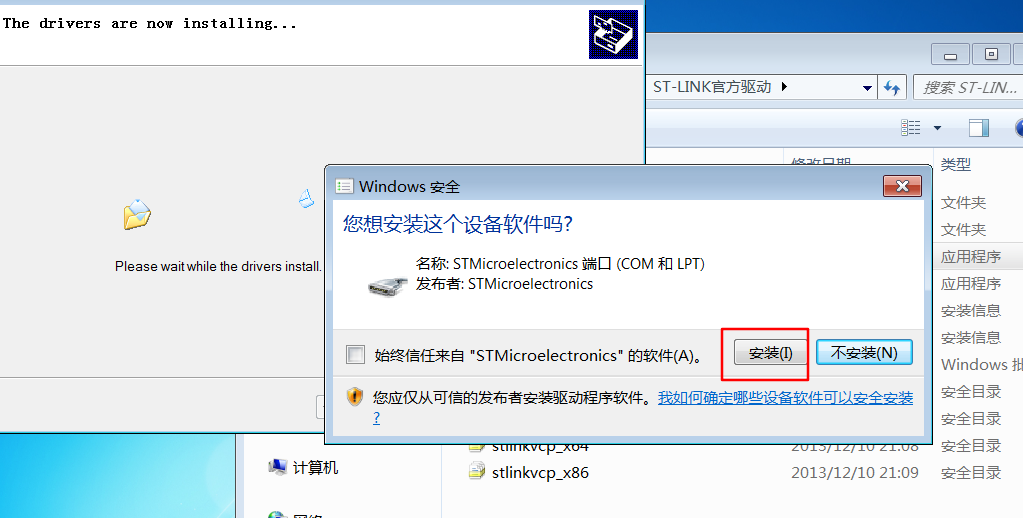 The drivers are now installing...
ST-LINK官方驱动
搜索 ST-LIN...
类型
文件夹
文件夹
应用程序
应用程序
安装信息
安装信息
Windows 批
安全目录
安全目录
安全目录
安全目录
Please wait while the drivers install.
Windows 安全
您想安装这个设备软件吗?
名称: STMicroelectronics 端口 (COM 和 LPT)
发布者: STMicroelectronics
始终信任来自 "STMicroelectronics" 的软件(A)。
安装(I)
不安装(N)
您应仅从可信的发布者安装驱动程序软件。我如何确定哪些设备软件可以安全安装
?
stlinkvcp_x64 2013/12/10 21:08
stlinkvcp_x86 2013/12/10 21:09
计算机